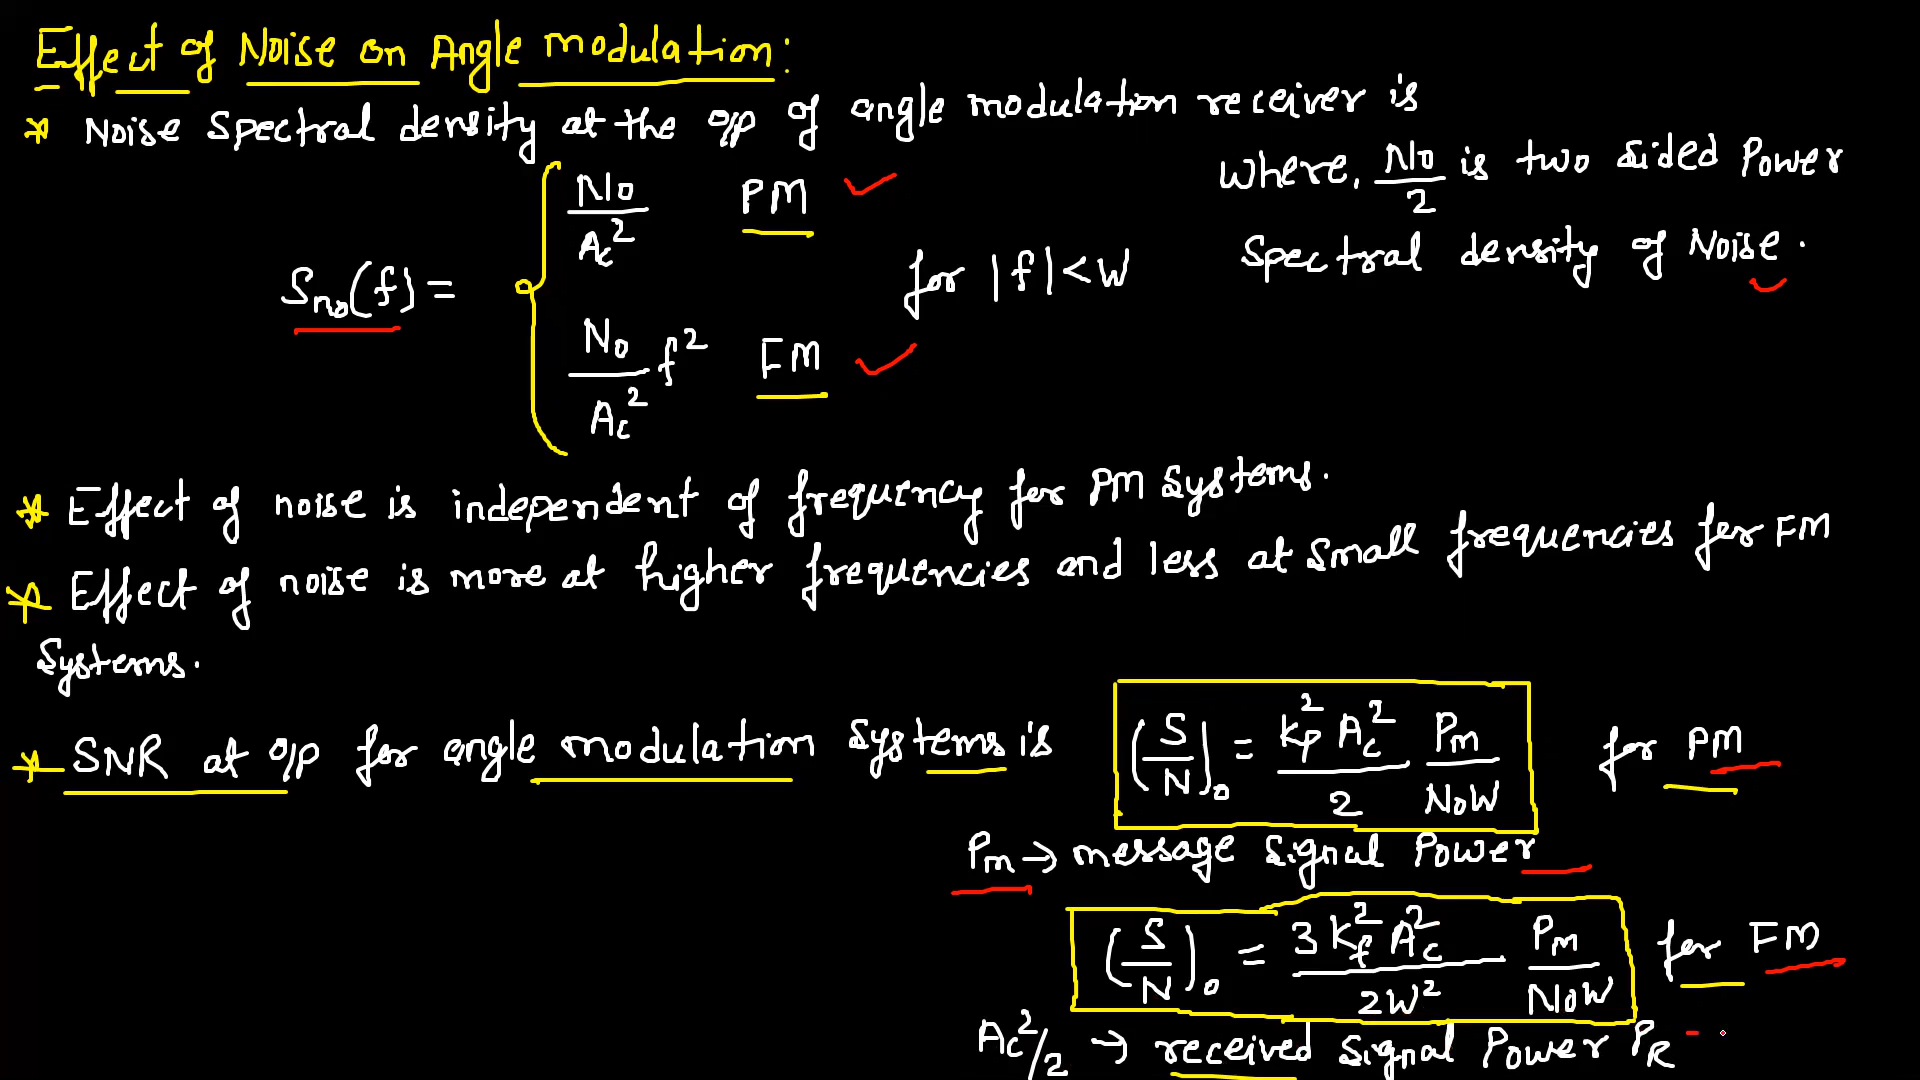 Effect of Noise on Angle modulation:
* Noise Spectral density at the o/p of angle modulation receiver is
Sno(f) = { No/Ac² PM
No/Ac² f² FM
for |f| < W
Where, No/2 is two sided Power
Spectral density of Noise.
* Effect of noise is independent of frequency for PM Systems.
* Effect of noise is more at higher frequencies and less at small frequencies for FM
Systems.
* SNR at o/p for angle modulation Systems is (S/N)o = Kp² Ac²/2 Pm/NoW for PM
Pm → message Signal Power
(S/N)o = 3 Kf² Ac²/2W² Pm/NoW for FM
Ac²/2 → received Signal Power PR